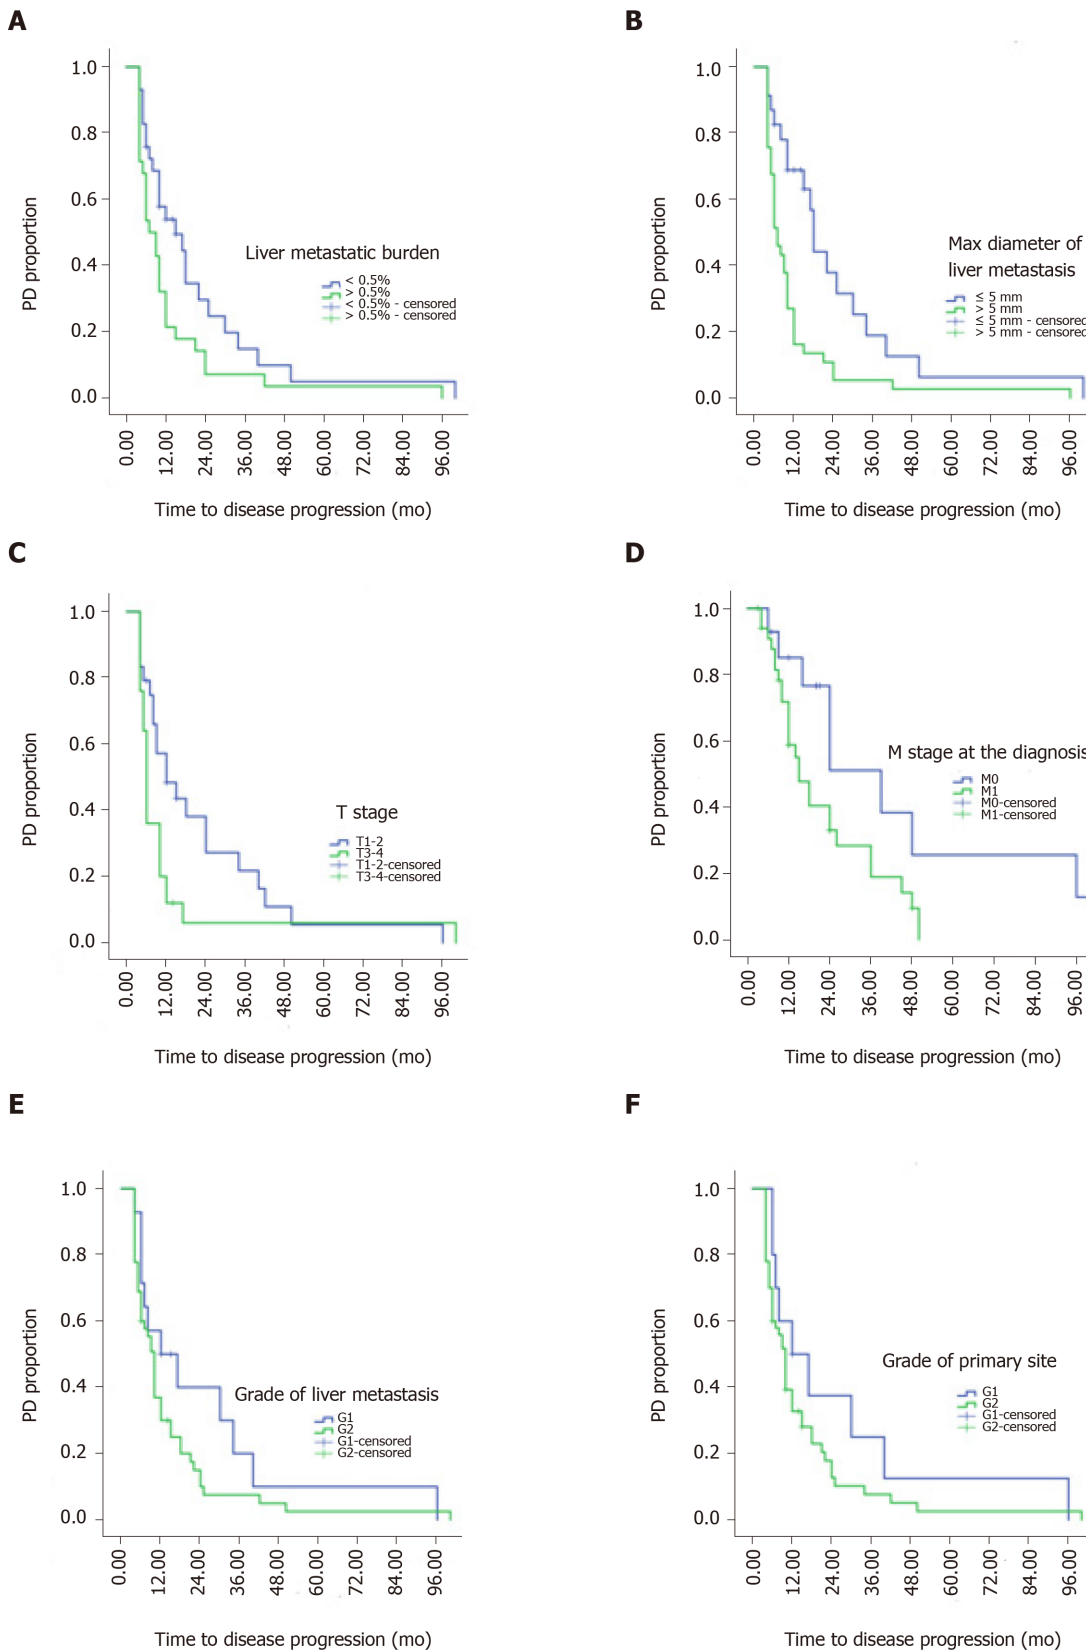 A
1.0
0.8
0.6
0.4
0.2
0.0
PD proportion
Liver metastatic burden
< 0.5%
> 0.5%
< 0.5% - censored
> 0.5% - censored
0.00
12.00
24.00
36.00
48.00
60.00
72.00
84.00
96.00
Time to disease progression (mo)
B
1.0
0.8
0.6
0.4
0.2
0.0
PD proportion
Max diameter of
liver metastasis
≤ 5 mm
> 5 mm
≤ 5 mm - censored
> 5 mm - censored
0.00
12.00
24.00
36.00
48.00
60.00
72.00
84.00
96.00
Time to disease progression (mo)
C
1.0
0.8
0.6
0.4
0.2
0.0
PD proportion
T stage
T1-2
T3-4
T1-2-censored
T3-4-censored
0.00
12.00
24.00
36.00
48.00
60.00
72.00
84.00
96.00
Time to disease progression (mo)
D
1.0
0.8
0.6
0.4
0.2
0.0
PD proportion
M stage at the diagnosis
M0
M1
M0-censored
M1-censored
0.00
12.00
24.00
36.00
48.00
60.00
72.00
84.00
96.00
Time to disease progression (mo)
E
1.0
0.8
0.6
0.4
0.2
0.0
PD proportion
Grade of liver metastasis
G1
G2
G1-censored
G2-censored
0.00
12.00
24.00
36.00
48.00
60.00
72.00
84.00
96.00
Time to disease progression (mo)
F
1.0
0.8
0.6
0.4
0.2
0.0
PD proportion
Grade of primary site
G1
G2
G1-censored
G2-censored
0.00
12.00
24.00
36.00
48.00
60.00
72.00
84.00
96.00
Time to disease progression (mo)